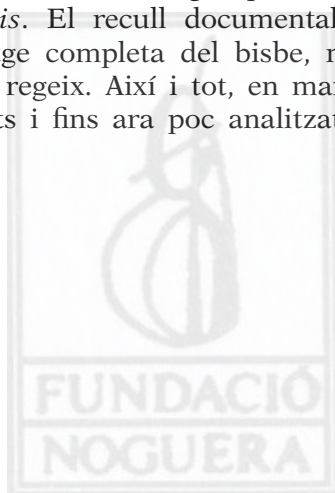 is. El recull documental
ge completa del bisbe, n
regeix. Així i tot, en ma
ts i fins ara poc analitzat
FUNDACIÓ
NOGUERA